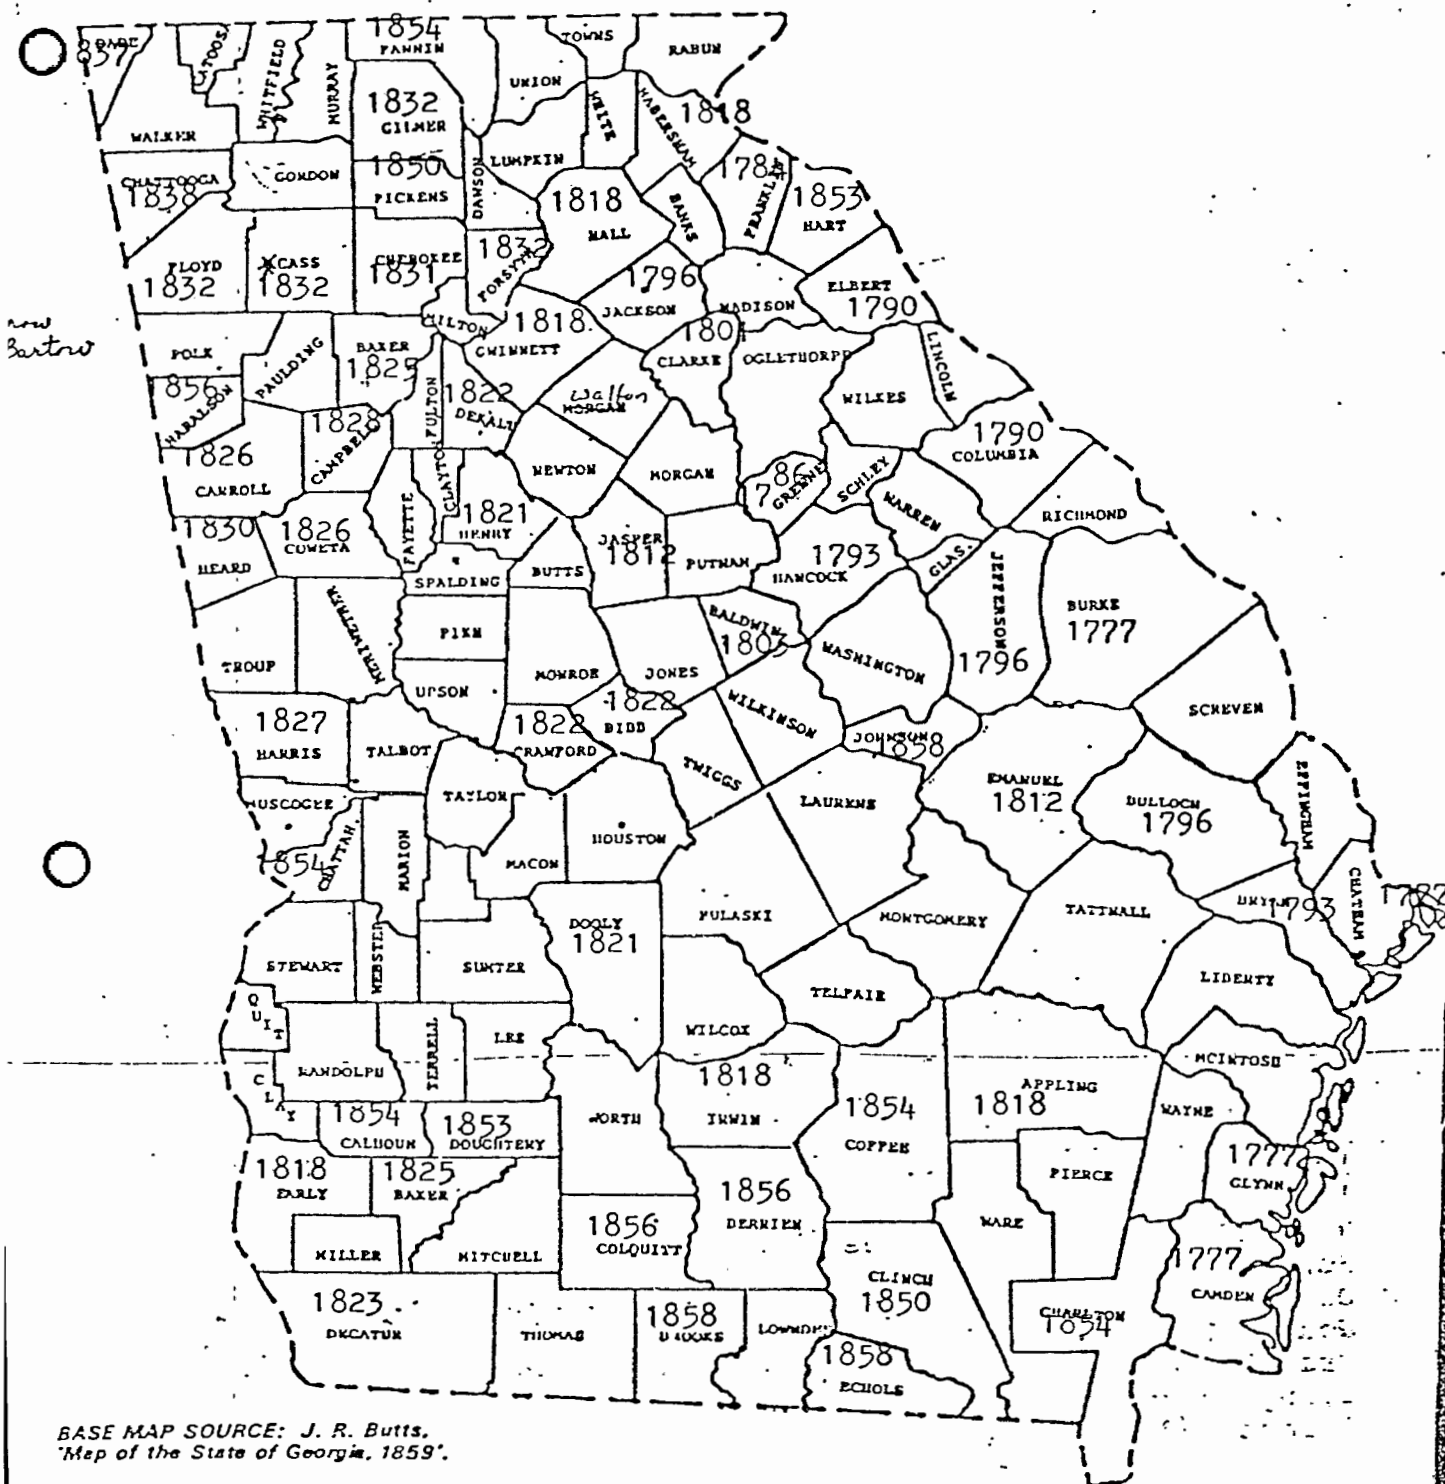 1854
FANNIN
TOWNS
RABUN
UNION
WHITFIELD
MURRAY
1832
GILMER
WHITE
HABERSHAM
1818
WALKER
LUMPKIN
CHATTOOGA
1838
GORDON
1850
PICKENS
DAWSON
1818
HALL
BANKS
FRANKLIN
1853
HART
FLOYD
1832
CASS
1832
CHEROKEE
1831
1832
FORSYTH
1796
JACKSON
MADISON
ELBERT
1790
now
Bartow
POLK
PAULDING
BAKER
1825
MILTON
1818
GWINNETT
CLARKE
OGLETHORPE
LINCOLN
856
HARALSON
1828
CAMPBELL
FULTON
1822
DEKALB
Walton
MORGAN
WILKES
1826
CARROLL
CLAYTON
NEWTON
MORGAN
786
GREENE
SCHLEY
1790
COLUMBIA
1830
HEARD
1826
COWETA
FAYETTE
1821
HENRY
JASPER
1812
PUTNAM
WARREN
RICHMOND
SPALDING
BUTTS
1793
HANCOCK
GLAS.
JEFFERSON
1796
BURKE
1777
TROUP
MERIWETHER
PIKE
UPSON
MONROE
JONES
BALDWIN
WASHINGTON
1827
HARRIS
TALBOT
1822
CRAWFORD
1822
BIBB
WILKINSON
JOHNSON
1858
SCREVEN
MUSCOGEE
TAYLOR
TWIGGS
LAURENS
EMANUEL
1812
BULLOCH
1796
EFFINGHAM
854
CHATTAH.
MARION
MACON
HOUSTON
DOOLY
1821
PULASKI
MONTGOMERY
TATTNALL
BRYAN
1793
CHATHAM
STEWART
WEBSTER
SUMTER
TELFAIR
LIBERTY
QUIT
RANDOLPH
TERRELL
LEE
WILCOX
MCINTOSH
CLAY
1854
CALHOUN
1853
DOUGHTERY
WORTH
1818
IRWIN
1854
COFFEE
APPLING
1818
WAYNE
1818
EARLY
1825
BAKER
1856
BERRIEN
WARE
PIERCE
1777
GLYNN
MILLER
MITCHELL
1856
COLQUITT
CLINCH
1850
1777
CAMDEN
1823
DECATUR
THOMAS
1858
BROOKS
LOWNDES
1858
ECHOLS
CHARLTON
1854
BASE MAP SOURCE: J. R. Butts,
"Map of the State of Georgia, 1859".